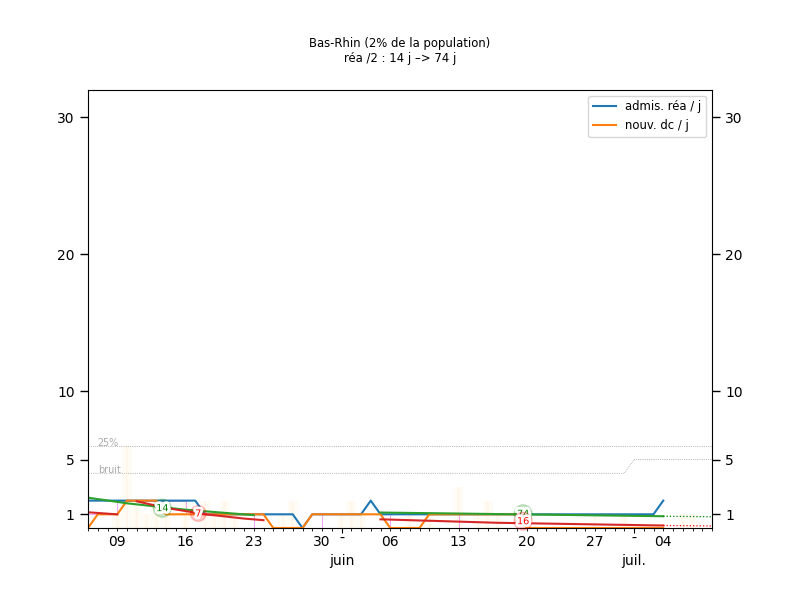 Bas-Rhin (2% de la population)
réa /2 : 14 j –> 74 j
admis. réa / j
nouv. dc / j
30 30
20 20
10 10
25%
5 5
bruit
14 7 74
16
1 1
09 16 23 30 - 06 13 20 27 - 04
juin juil.